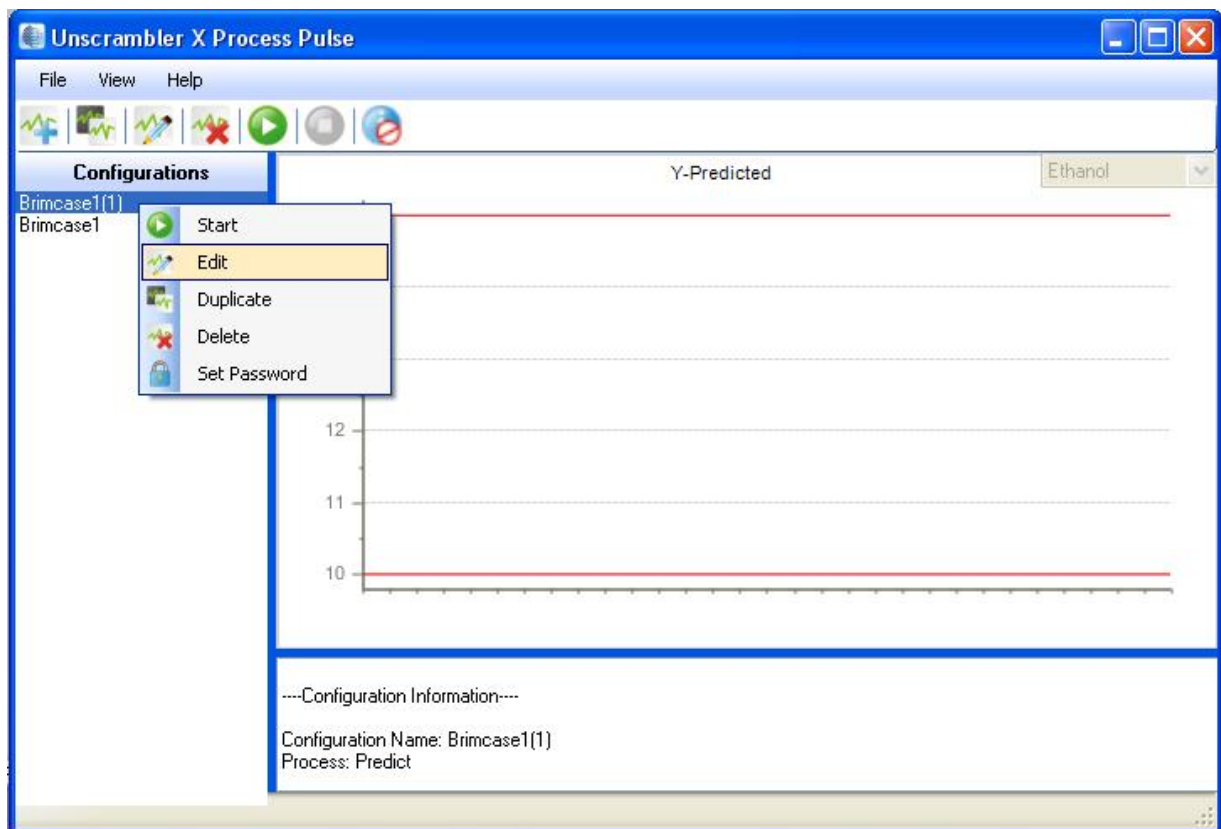 Unscrambler X Process Pulse
File View Help
Configurations
Brimcase1(1)
Brimcase1
Start
Edit
Duplicate
Delete
Set Password
Y-Predicted
Ethanol
12
11
10
----Configuration Information----
Configuration Name: Brimcase1(1)
Process: Predict